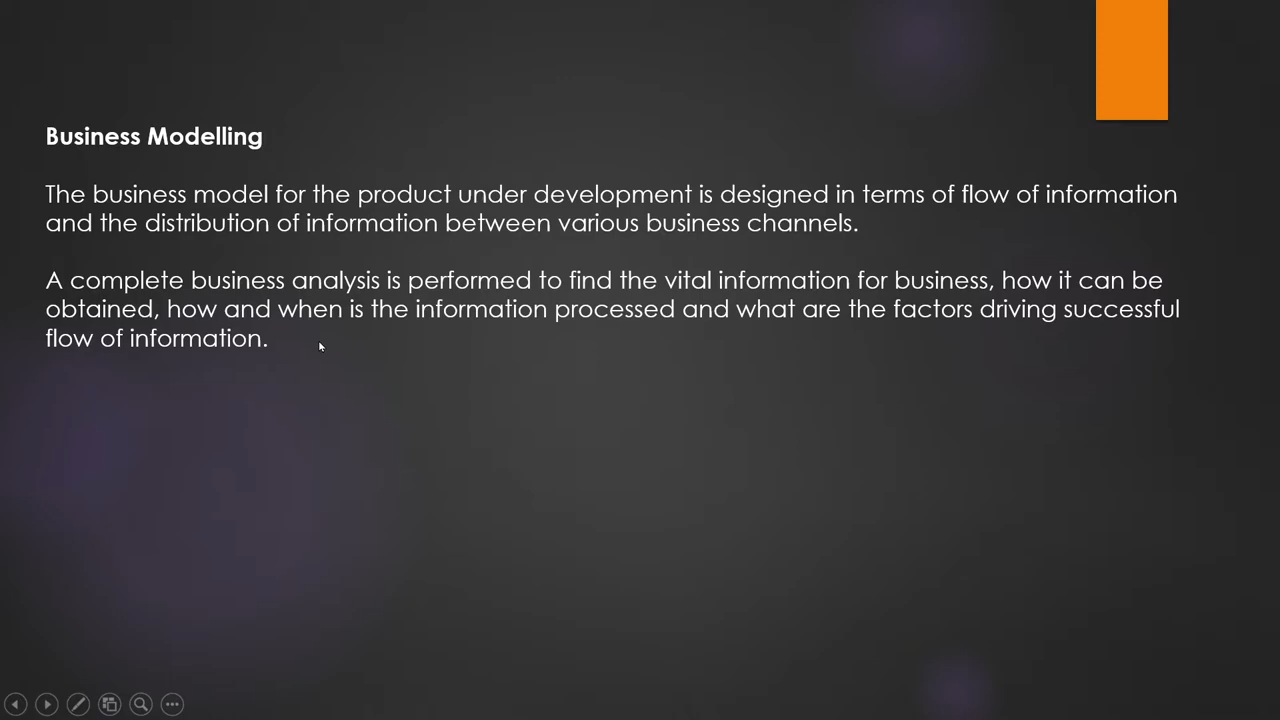 Business Modelling
The business model for the product under development is designed in terms of flow of information
and the distribution of information between various business channels.
A complete business analysis is performed to find the vital information for business, how it can be
obtained, how and when is the information processed and what are the factors driving successful
flow of information.